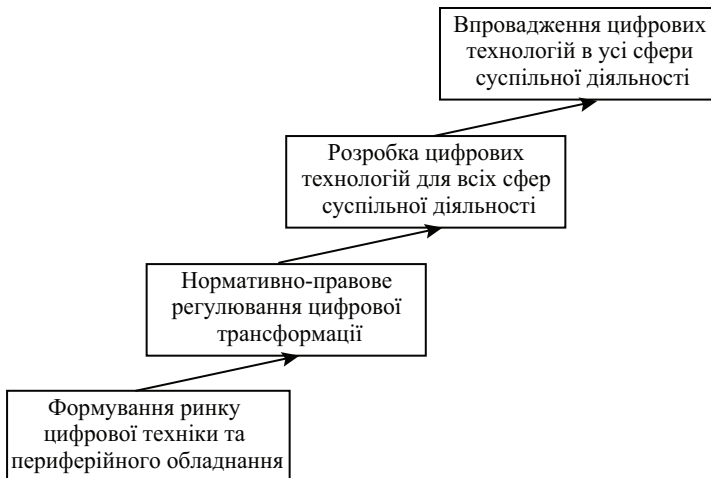 Впровадження цифрових
технологій в усі сфери
суспільної діяльності
Розробка цифрових
технологій для всіх сфер
суспільної діяльності
Нормативно-правове
регулювання цифрової
трансформації
Формування ринку
цифрової техніки та
периферійного обладнання